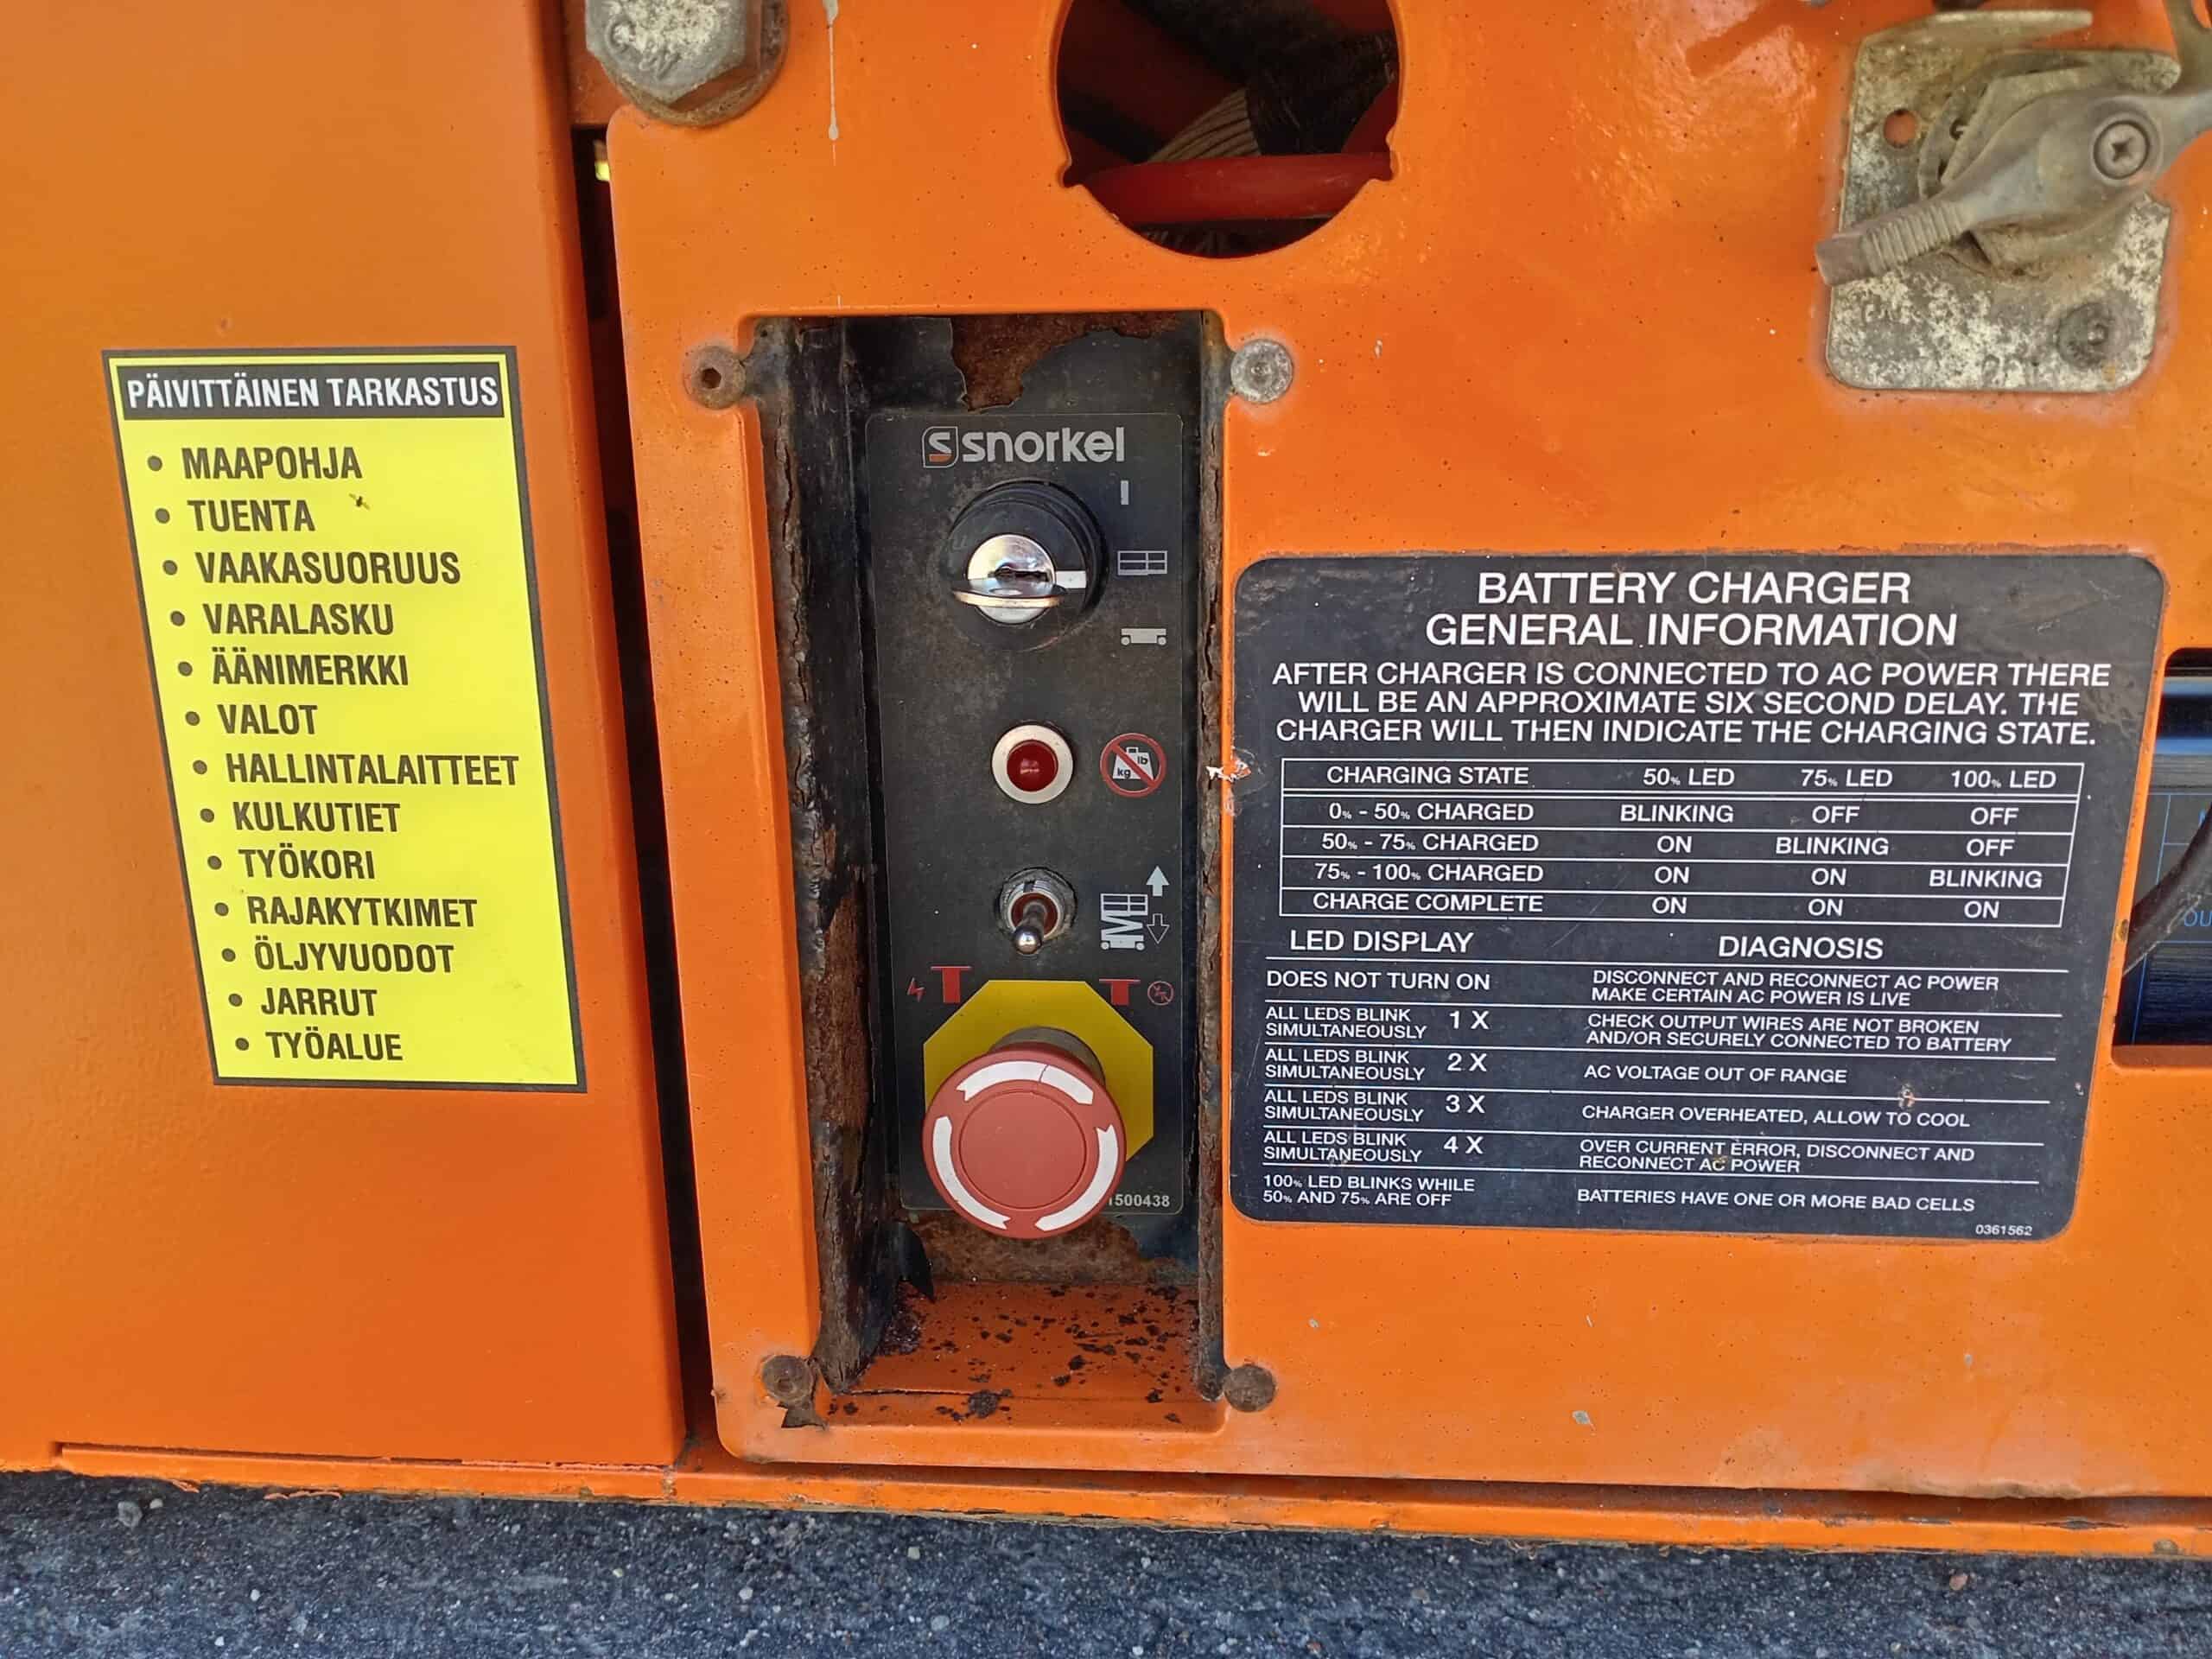 PÄIVITTÄINEN TARKASTUS
• MAAPOHJA
• TUENTA
• VAAKASUORUUS
• VARALASKU
• ÄÄNIMERKKI
• VALOT
• HALLINTALAITTEET
• KULKUTIET
• TYÖKORI
• RAJAKYTKIMET
• ÖLJYVUODOT
• JARRUT
• TYÖALUE
snorkel
I
kg lb
1500438
BATTERY CHARGER
GENERAL INFORMATION
AFTER CHARGER IS CONNECTED TO AC POWER THERE
WILL BE AN APPROXIMATE SIX SECOND DELAY. THE
CHARGER WILL THEN INDICATE THE CHARGING STATE.
CHARGING STATE 50% LED 75% LED 100% LED
0% - 50% CHARGED BLINKING OFF OFF
50% - 75% CHARGED ON BLINKING OFF
75% - 100% CHARGED ON ON BLINKING
CHARGE COMPLETE ON ON ON
LED DISPLAY DIAGNOSIS
DOES NOT TURN ON DISCONNECT AND RECONNECT AC POWER
MAKE CERTAIN AC POWER IS LIVE
ALL LEDS BLINK
SIMULTANEOUSLY 1 X CHECK OUTPUT WIRES ARE NOT BROKEN
AND/OR SECURELY CONNECTED TO BATTERY
ALL LEDS BLINK
SIMULTANEOUSLY 2 X AC VOLTAGE OUT OF RANGE
ALL LEDS BLINK
SIMULTANEOUSLY 3 X CHARGER OVERHEATED, ALLOW TO COOL
ALL LEDS BLINK
SIMULTANEOUSLY 4 X OVER CURRENT ERROR, DISCONNECT AND
RECONNECT AC POWER
100% LED BLINKS WHILE
50% AND 75% ARE OFF BATTERIES HAVE ONE OR MORE BAD CELLS
0361562